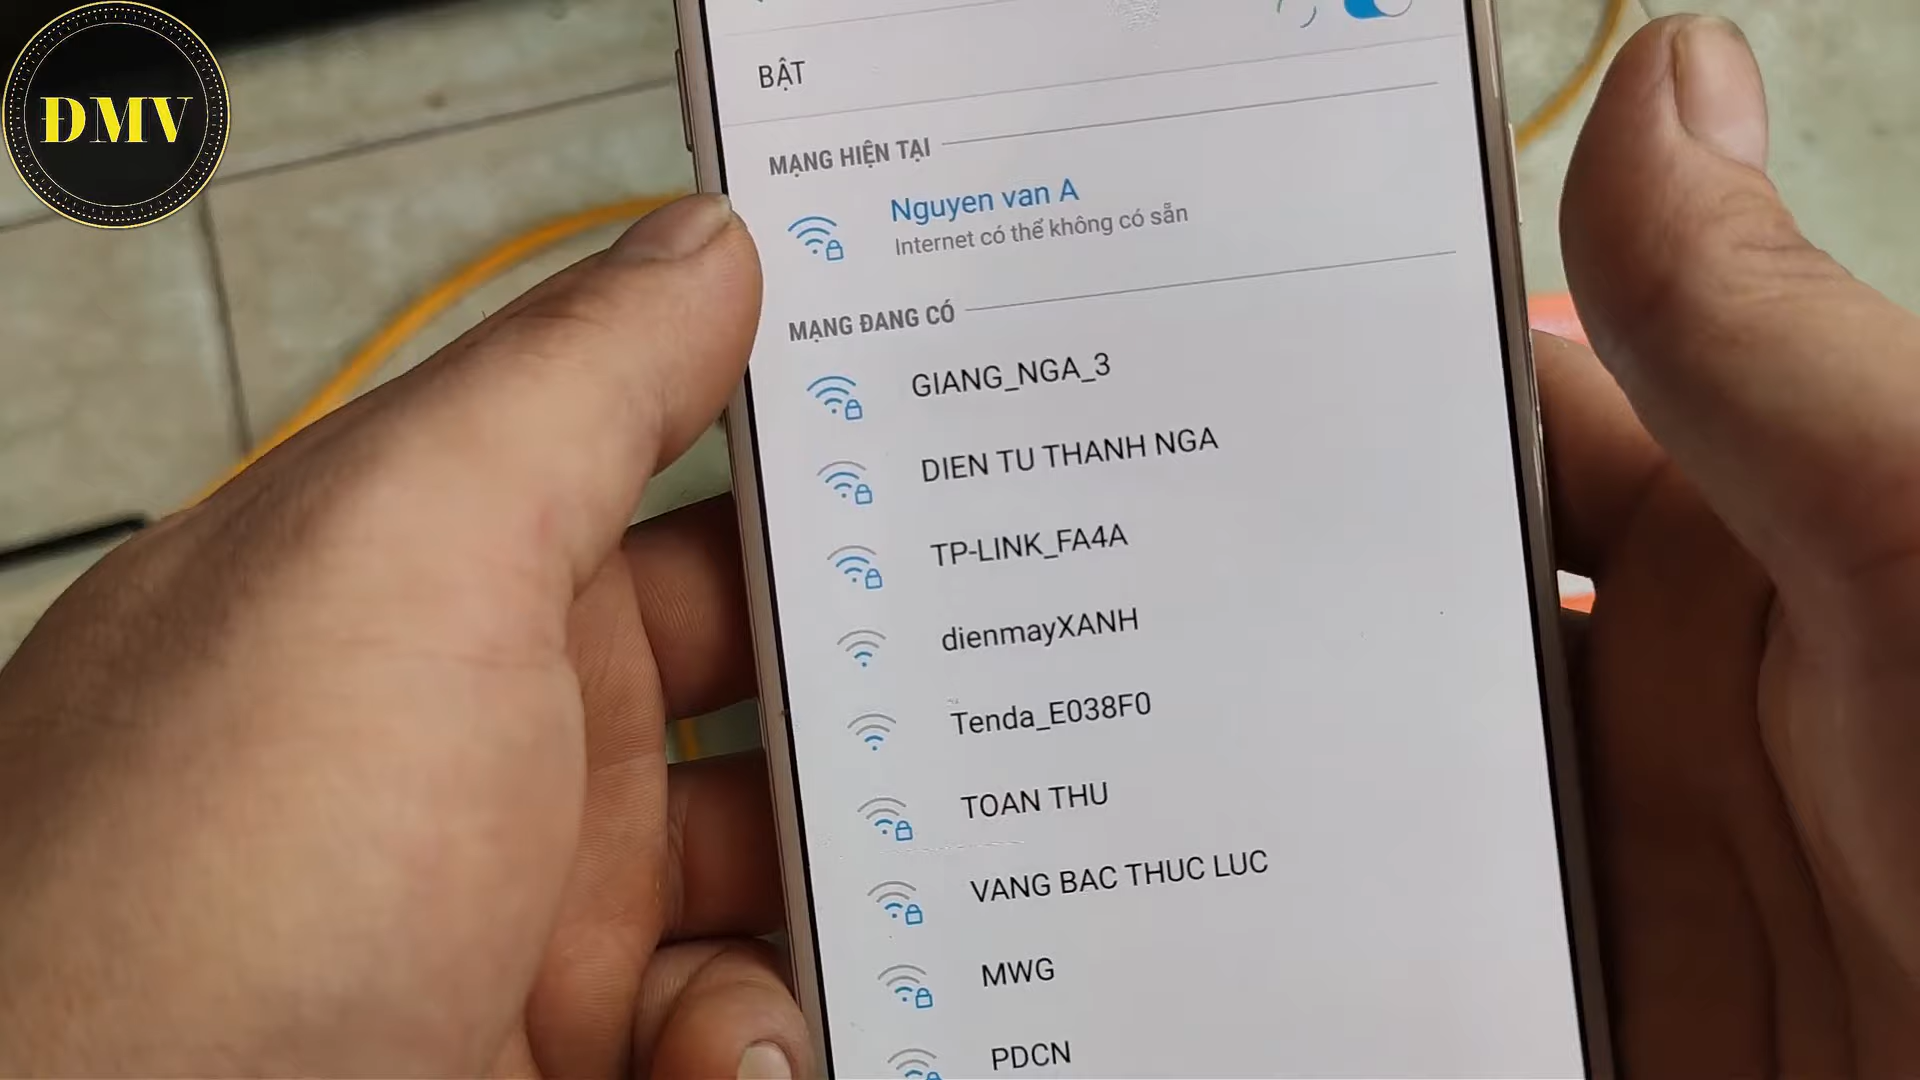 ĐMV
BẬT
MẠNG HIỆN TẠI
Nguyen van A
Internet có thể không có sẵn
MẠNG ĐANG CÓ
GIANG_NGA_3
DIEN TU THANH NGA
TP-LINK_FA4A
dienmayXANH
Tenda_E038F0
TOAN THU
VANG BAC THUC LUC
MWG
PDCN